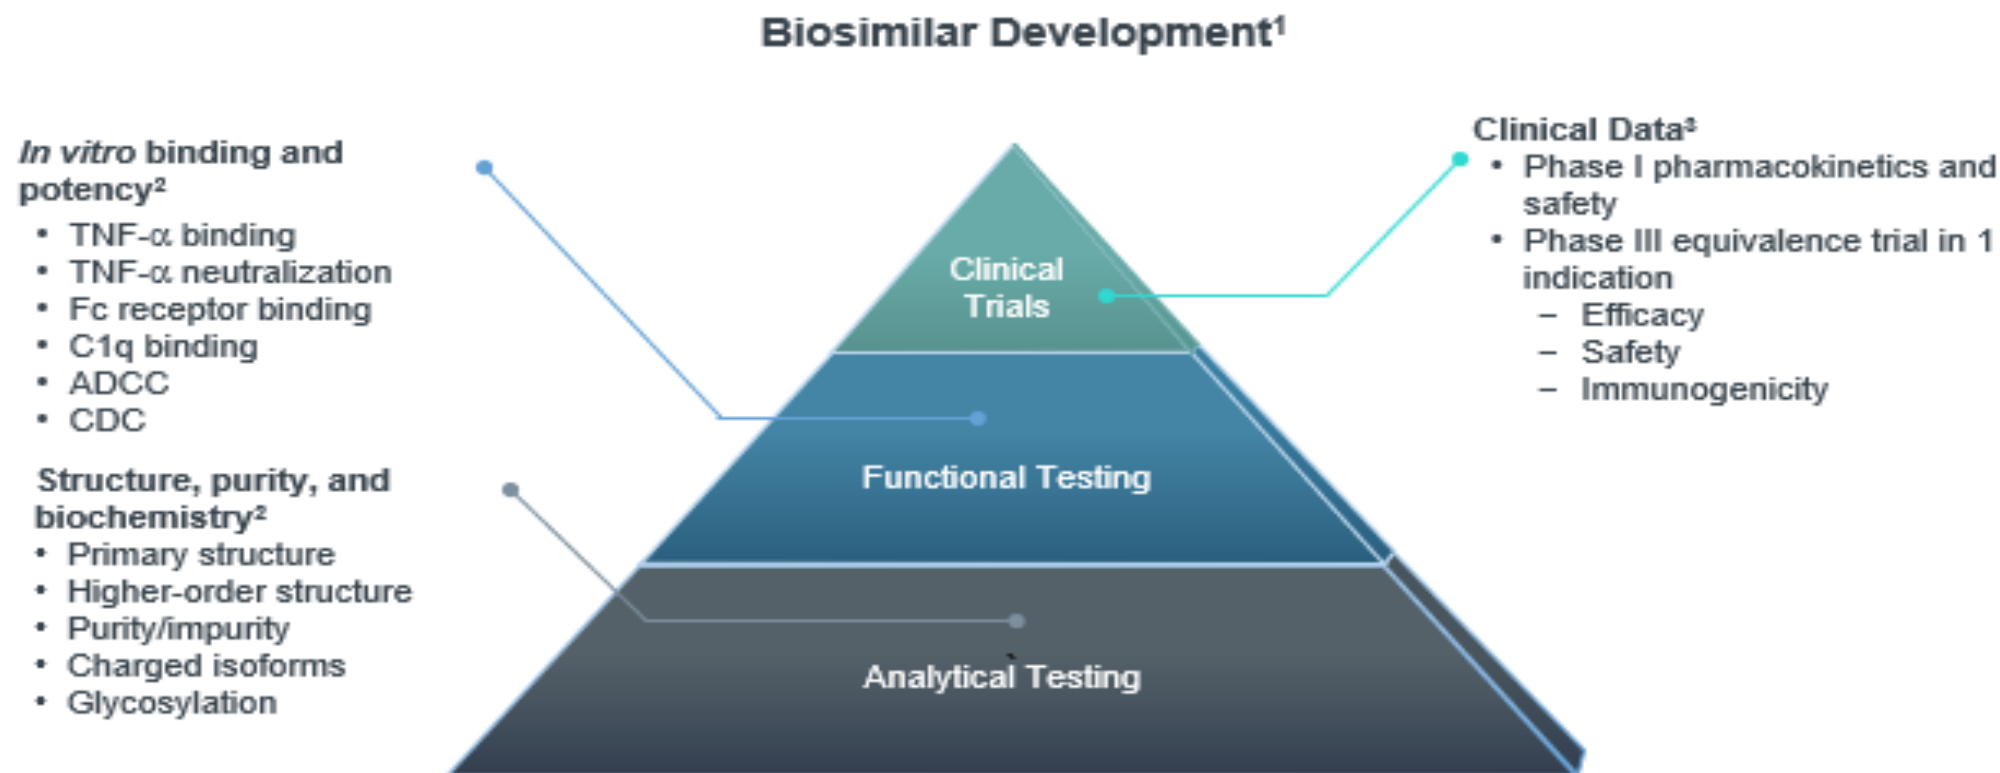 Biosimilar Development¹
In vitro binding and
potency²
• TNF-α binding
• TNF-α neutralization
• Fc receptor binding
• C1q binding
• ADCC
• CDC
Structure, purity, and
biochemistry²
• Primary structure
• Higher-order structure
• Purity/impurity
• Charged isoforms
• Glycosylation
Clinical
Trials
Functional Testing
Analytical Testing
Clinical Data³
• Phase I pharmacokinetics and
safety
• Phase III equivalence trial in 1
indication
– Efficacy
– Safety
– Immunogenicity